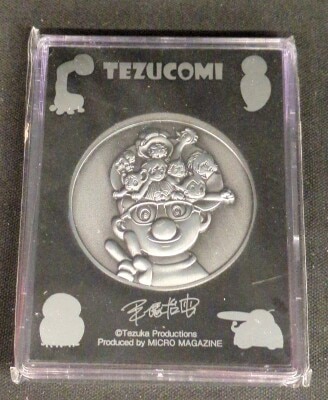 TEZUCOMI
手塚治虫
©Tezuka Productions
Produced by MICRO MAGAZINE